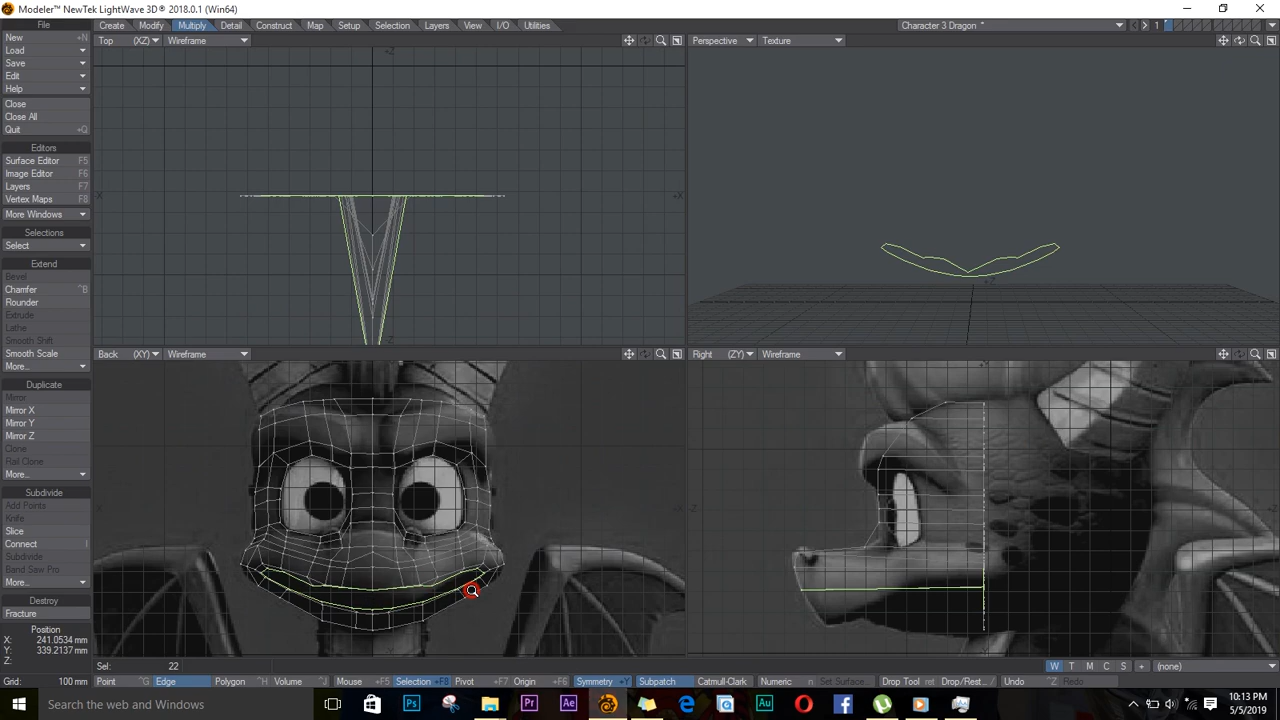 Modeler™ NewTek LightWave 3D® 2018.0.1 (Win64)
File Create Modify Multiply Detail Construct Map Setup Selection Layers View I/O Utilities Character 3 Dragon * 1
New +N
Load
Save
Edit
Help
Close
Close All
Quit +Q
Editors
Surface Editor F5
Image Editor F6
Layers F7
Vertex Maps F8
More Windows
Selections
Select
Extend
Bevel
Chamfer ^B
Rounder
Extrude
Lathe
Smooth Shift
Smooth Scale
More...
Duplicate
Mirror
Mirror X
Mirror Y
Mirror Z
Clone
Rail Clone
More...
Subdivide
Add Points
Knife
Slice
Connect l
Subdivide
Band Saw Pro
More...
Destroy
Fracture
Position
X: 241.0534 mm
Y: 339.2137 mm
Z:
Grid: 100 mm
Top (XZ) Wireframe
Perspective Texture
Back (XY) Wireframe
Right (ZY) Wireframe
Sel: 22 W T M C S + (none)
Point ^G Edge Polygon ^H Volume ^J Mouse +F5 Selection +F8 Pivot +F7 Origin +F6 Symmetry +Y Subpatch Catmull-Clark Numeric n Set Surface... Drop Tool ret Drop/Rest... / Undo ^Z Redo
Search Windows
10:13 PM
5/5/2019